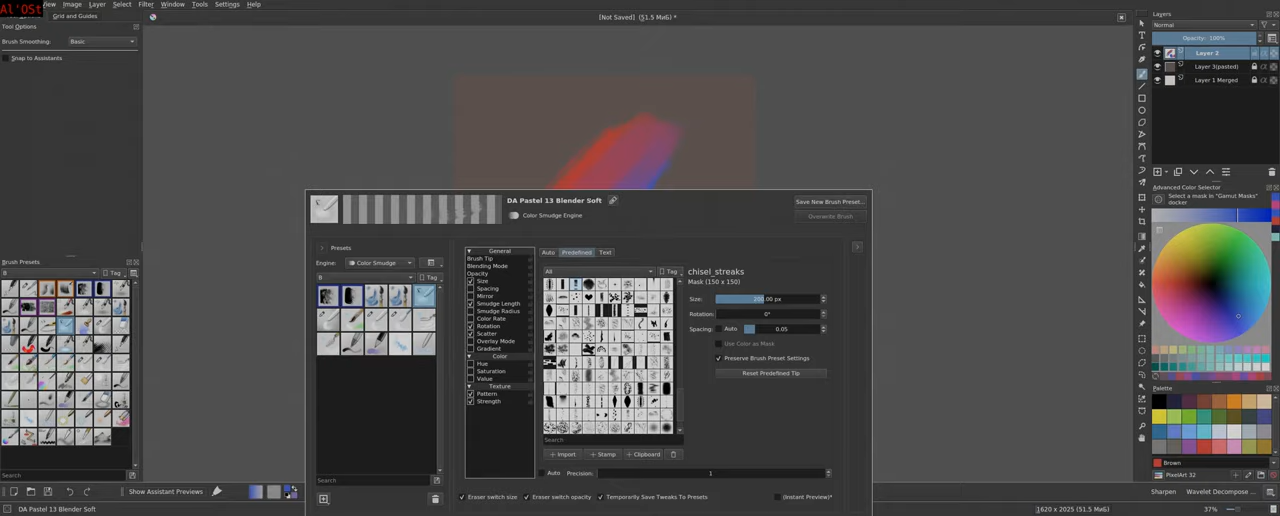 Al'OSt
View Image Layer Select Filter Window Tools Settings Help
Grid and Guides
[Not Saved] (51.5 МиБ) *
Tool Options
Brush Smoothing: Basic
Snap to Assistants
Brush Presets
B
Tag
Search
Show Assistant Previews
DA Pastel 13 Blender Soft
DA Pastel 13 Blender Soft
Color Smudge Engine
Save New Brush Preset...
Overwrite Brush
Presets
Engine: Color Smudge
B
Tag
Search
General
Brush Tip
Blending Mode
Opacity
Size
Spacing
Mirror
Smudge Length
Smudge Radius
Color Rate
Rotation
Scatter
Overlay Mode
Gradient
Color
Hue
Saturation
Value
Texture
Pattern
Strength
Auto Predefined Text
All
Tag
Search
Import
Stamp
Clipboard
chisel_streaks
Mask (150 x 150)
Size: 200.00 px
Rotation: 0°
Spacing: Auto 0.05
Use Color as Mask
Preserve Brush Preset Settings
Reset Predefined Tip
Auto Precision: 1
Eraser switch size
Eraser switch opacity
Temporarily Save Tweaks To Presets
(Instant Preview)*
Layers
Normal
Opacity: 100%
Layer 2
Layer 3(pasted)
Layer 1 Merged
Advanced Color Selector
Select a mask in "Gamut Masks"
docker
Palette
Brown
PixelArt 32
Sharpen
Wavelet Decompose ...
1620 x 2025 (51.5 МиБ)
37%